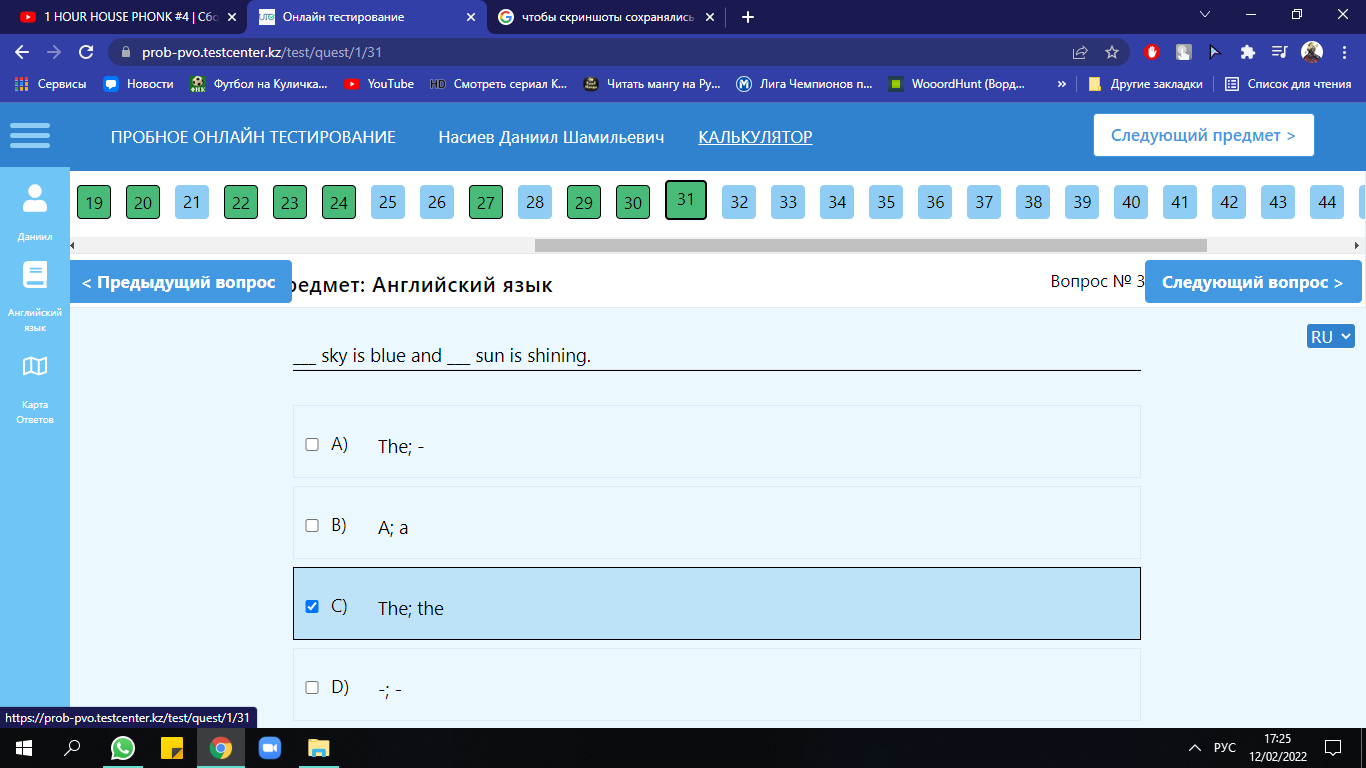 1 HOUR HOUSE PHONK #4 | Сбо
Онлайн тестирование
чтобы скриншоты сохранялись
prob-pvo.testcenter.kz/test/quest/1/31
Сервисы
Новости
Футбол на Куличка...
YouTube
HD Смотреть сериал К...
Читать мангу на Ру...
Лига Чемпионов п...
WooordHunt (Ворд...
»
Другие закладки
Список для чтения
ПРОБНОЕ ОНЛАЙН ТЕСТИРОВАНИЕ
Насиев Даниил Шамильевич
КАЛЬКУЛЯТОР
Следующий предмет >
19 20 21 22 23 24 25 26 27 28 29 30 31 32 33 34 35 36 37 38 39 40 41 42 43 44
Даниил
Английский
язык
Карта
Ответов
< Предыдущий вопрос
редмет: Английский язык
Вопрос № 3
Следующий вопрос >
RU
___ sky is blue and ___ sun is shining.
A) The; -
B) A; a
C) The; the
D) -; -
https://prob-pvo.testcenter.kz/test/quest/1/31
РУС
17:25
12/02/2022